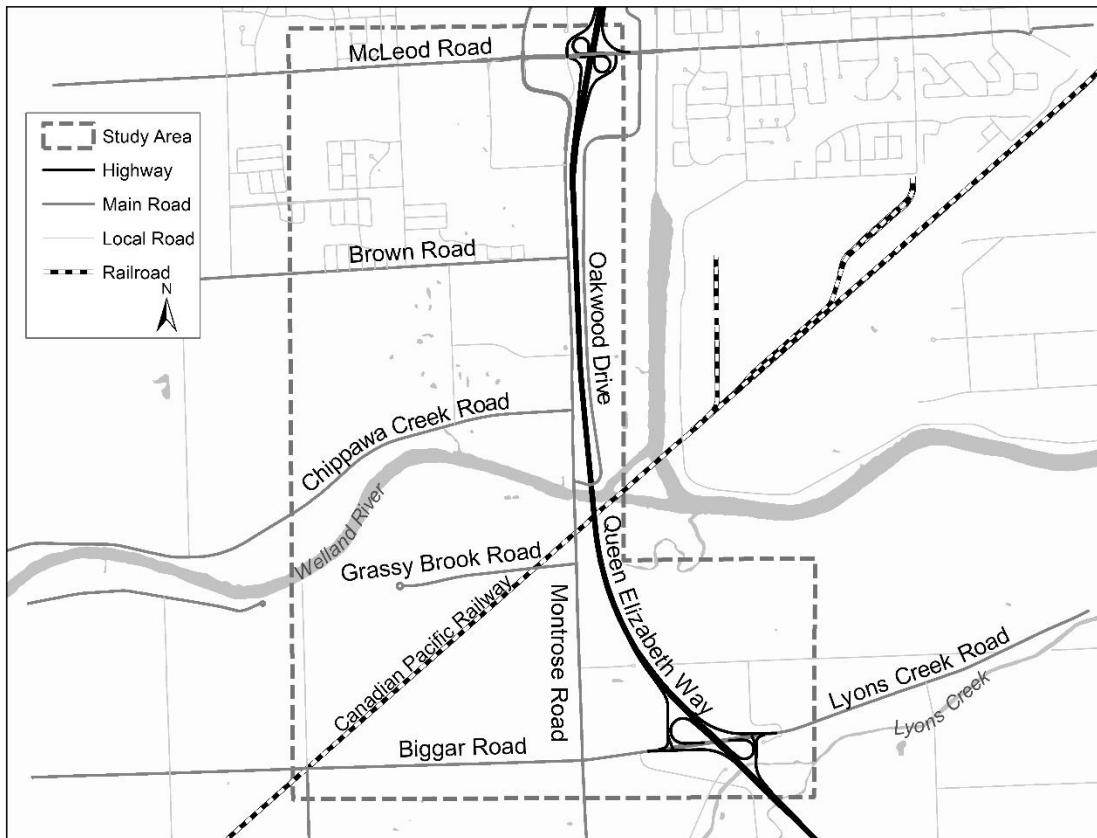 McLeod Road
Study Area
Highway
Main Road
Local Road
Railroad
N
Brown Road
Oakwood Drive
Chippawa Creek Road
Welland River
Grassy Brook Road
Queen Elizabeth Way
Canadian Pacific Railway
Montrose Road
Lyons Creek Road
Lyons Creek
Biggar Road